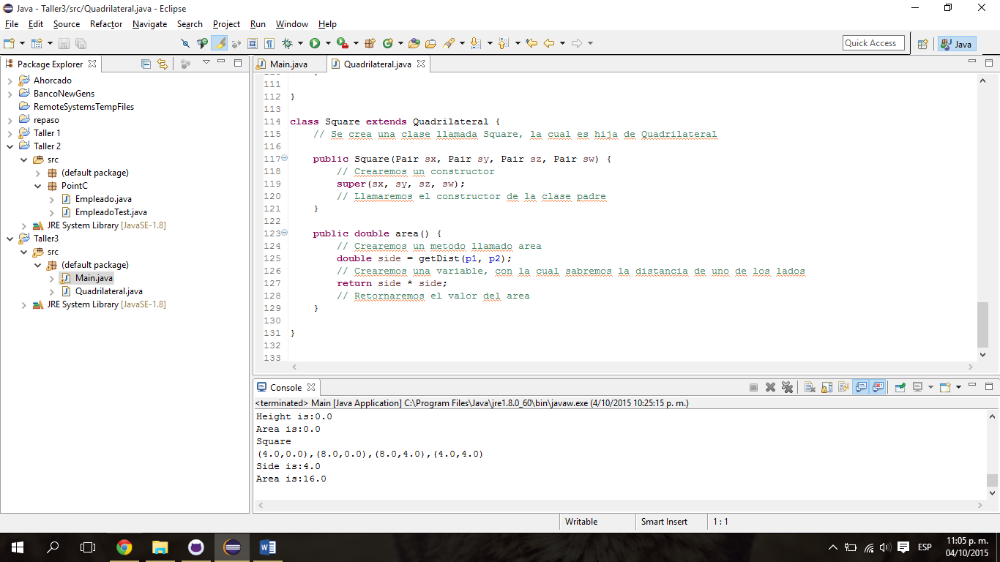 Java - Taller3/src/Quadrilateral.java - Eclipse
File Edit Source Refactor Navigate Search Project Run Window Help
Quick Access
Java
Package Explorer
Ahorcado
BancoNewGens
RemoteSystemsTempFiles
repaso
Taller 1
Taller 2
src
(default package)
PointC
Empleado.java
EmpleadoTest.java
JRE System Library [JavaSE-1.8]
Taller3
src
(default package)
Main.java
Quadrilateral.java
JRE System Library [JavaSE-1.8]
Main.java Quadrilateral.java
111
112 }
113
114 class Square extends Quadrilateral {
115 // Se crea una clase llamada Square, la cual es hija de Quadrilateral
116
117 public Square(Pair sx, Pair sy, Pair sz, Pair sw) {
118 // Crearemos un constructor
119 super(sx, sy, sz, sw);
120 // Llamaremos el constructor de la clase padre
121 }
122
123 public double area() {
124 // Crearemos un metodo llamado area
125 double side = getDist(p1, p2);
126 // Crearemos una variable, con la cual sabremos la distancia de uno de los lados
127 return side * side;
128 // Retornaremos el valor del area
129 }
130
131 }
132
133
Console
<terminated> Main [Java Application] C:\Program Files\Java\jre1.8.0_60\bin\javaw.exe (4/10/2015 10:25:15 p. m.)
Height is:0.0
Area is:0.0
Square
(4.0,0.0),(8.0,0.0),(8.0,4.0),(4.0,4.0)
Side is:4.0
Area is:16.0
Writable Smart Insert 1 : 1
ESP
11:05 p. m.
04/10/2015